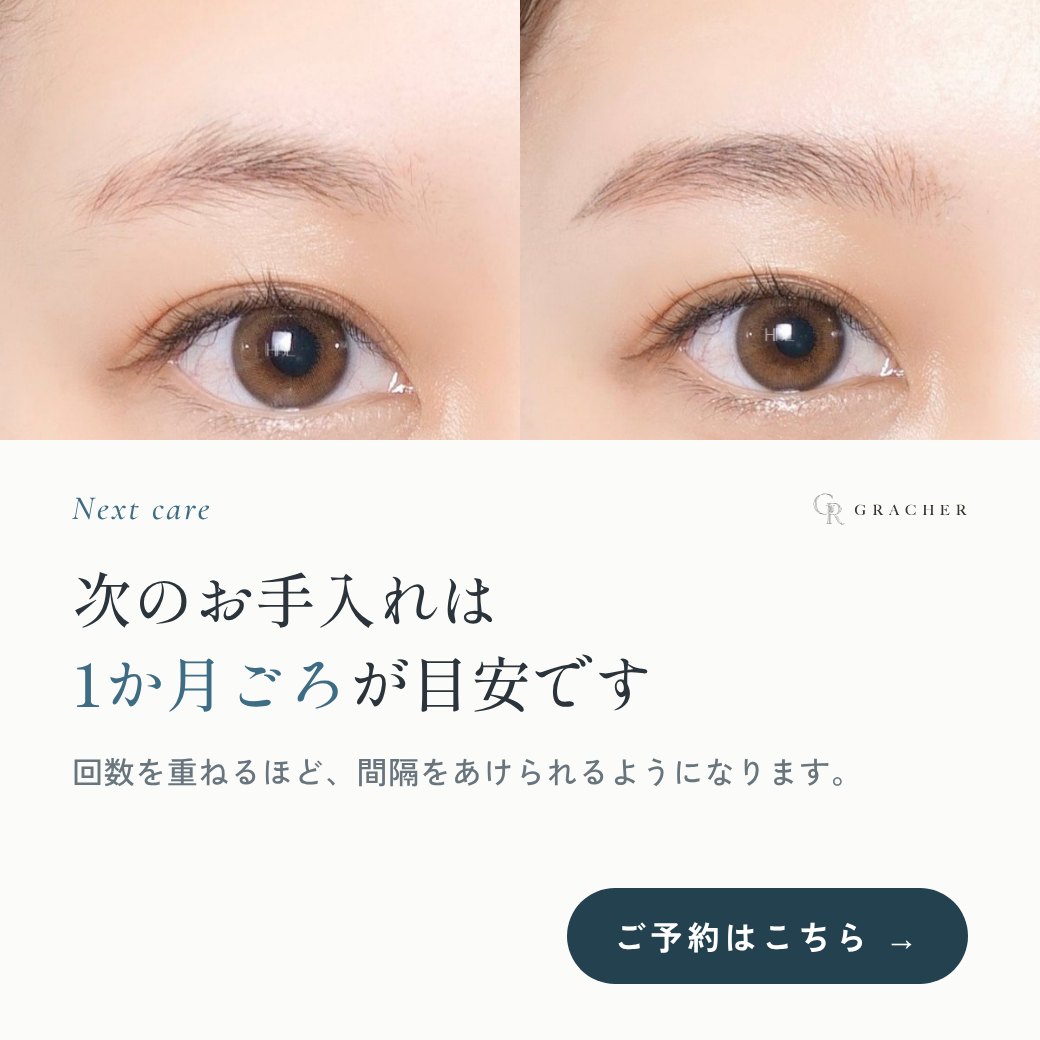 Next care
GR GRACHER
次のお手入れは
1か月ごろが目安です
回数を重ねるほど、間隔をあけられるようになります。
ご予約はこちら →